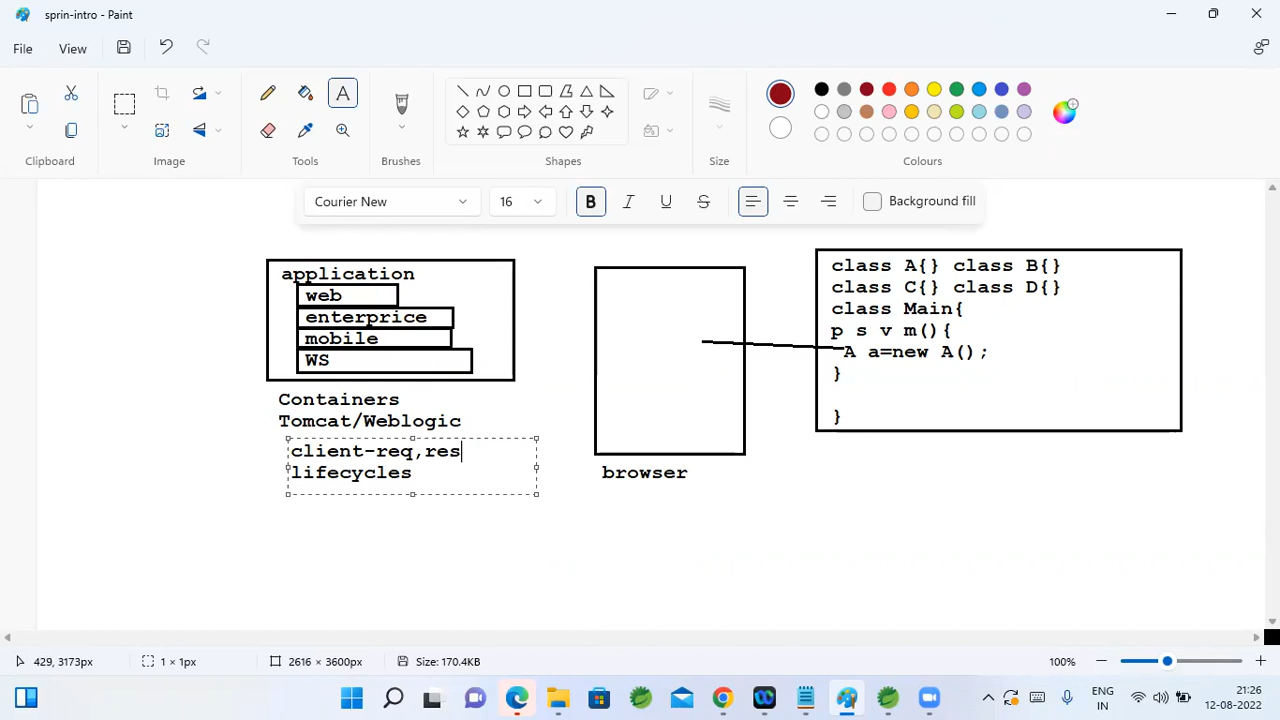 sprin-intro - Paint
File
View
Clipboard
Image
Tools
Brushes
Shapes
Size
Colours
Courier New
16
B
I
U
S
Background fill
application
web
enterprice
mobile
WS
Containers
Tomcat/Weblogic
client-req,res
lifecycles
browser
class A{} class B{}
class C{} class D{}
class Main{
p s v m(){
A a=new A();
}
}
429, 3173px
1 × 1px
2616 × 3600px
Size: 170.4KB
100%
ENG
IN
21:26
12-08-2022